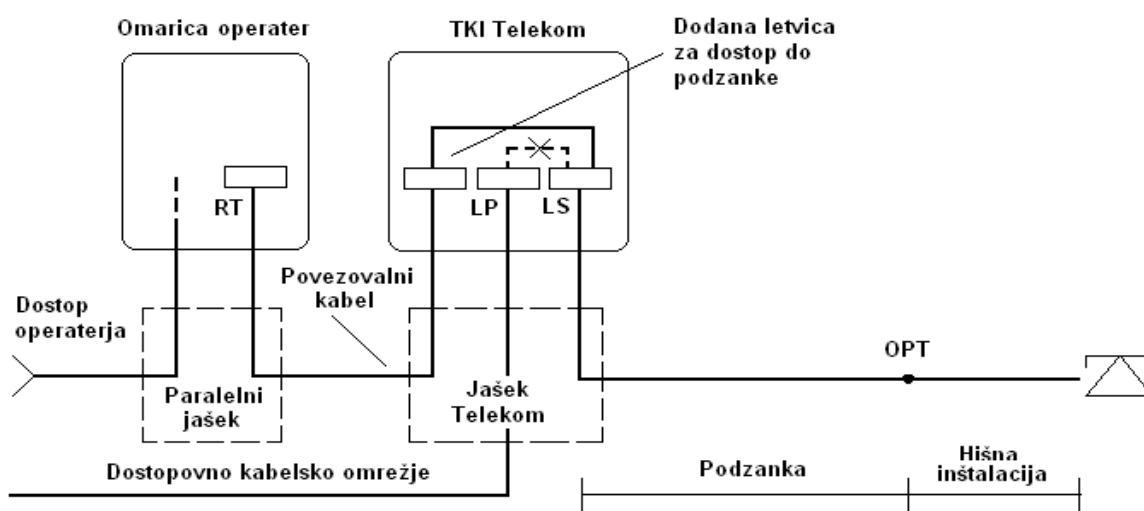 Omarica operater
TKI Telekom
Dodana letvica
za dostop do
podzanke
RT
LP
LS
Povezovalni
kabel
Dostop
operaterja
OPT
Paralelni
jašek
Jašek
Telekom
Dostopovno kabelsko omrežje
Podzanka
Hišna
inštalacija